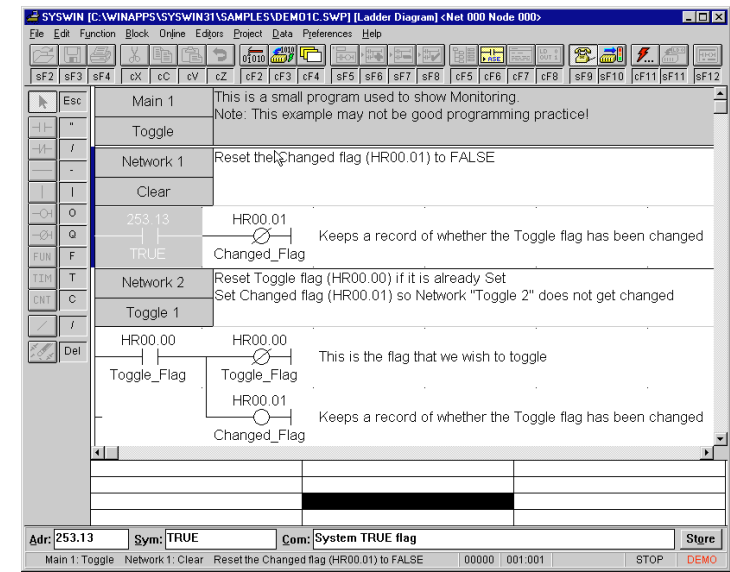 SYSWIN [C:\WINAPPS\SYSWIN31\SAMPLES\DEMO1C.SWP] [Ladder Diagram] <Net 000 Node 000>
File Edit Function Block Online Editors Project Data Preferences Help
sF2 sF3 sF4 cX cC cV cZ cF2 cF3 cF4 sF5 sF6 sF7 sF8 cF5 cF6 cF7 cF8 sF9 sF10 cF11 sF11 sF12
Esc
"
/
-
I
O
Q
FUN F
TIM T
CNT C
/
Del
Main 1
Toggle
This is a small program used to show Monitoring.
Note: This example may not be good programming practice!
Network 1
Clear
Reset the Changed flag (HR00.01) to FALSE
253.13
TRUE
HR00.01
Changed_Flag
Keeps a record of whether the Toggle flag has been changed
Network 2
Toggle 1
Reset Toggle flag (HR00.00) if it is already Set
Set Changed flag (HR00.01) so Network "Toggle 2" does not get changed
HR00.00
Toggle_Flag
HR00.00
Toggle_Flag
This is the flag that we wish to toggle
HR00.01
Changed_Flag
Keeps a record of whether the Toggle flag has been changed
Adr: 253.13 Sym: TRUE Com: System TRUE flag Store
Main 1: Toggle Network 1: Clear Reset the Changed flag (HR00.01) to FALSE 00000 001:001 STOP DEMO